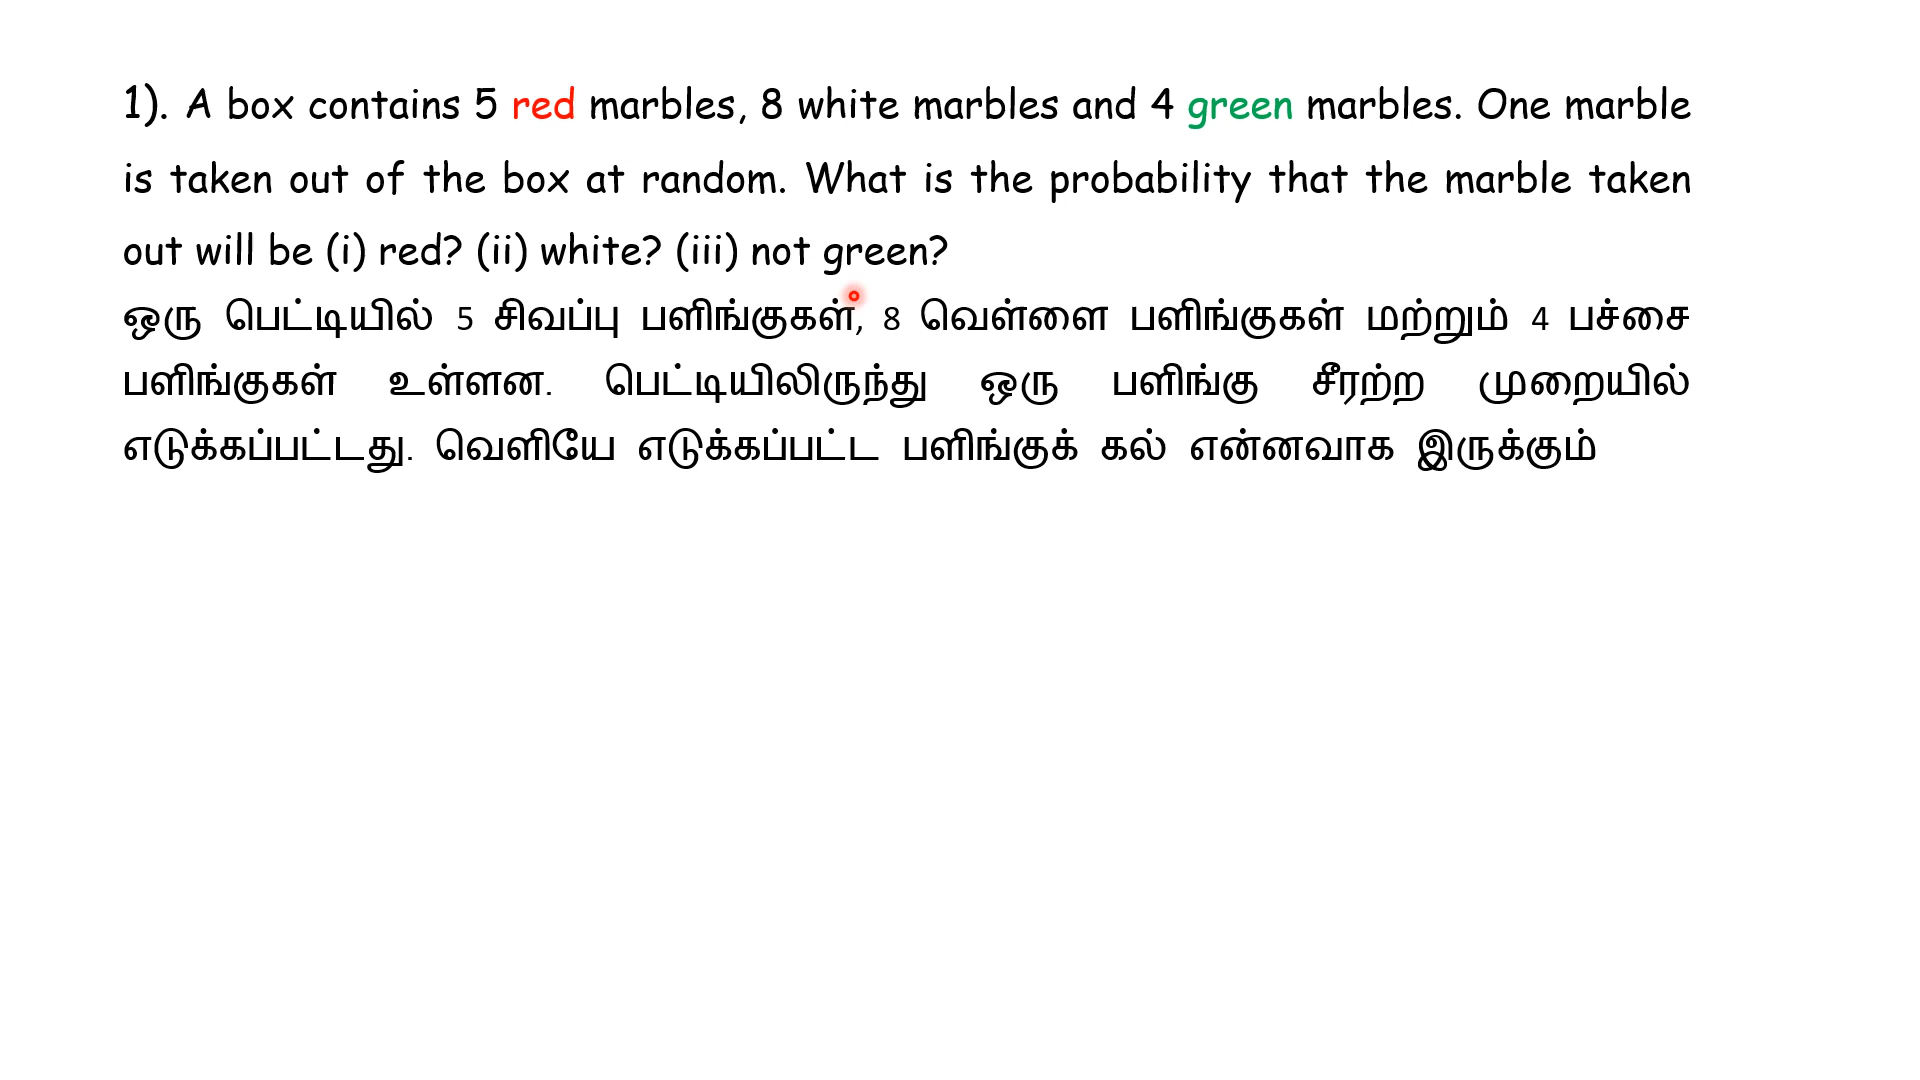 1). A box contains 5 red marbles, 8 white marbles and 4 green marbles. One marble
is taken out of the box at random. What is the probability that the marble taken
out will be (i) red? (ii) white? (iii) not green?
ஒரு பெட்டியில் 5 சிவப்பு பளிங்குகள், 8 வெள்ளை பளிங்குகள் மற்றும் 4 பச்சை
பளிங்குகள் உள்ளன. பெட்டியிலிருந்து ஒரு பளிங்கு சீரற்ற முறையில்
எடுக்கப்பட்டது. வெளியே எடுக்கப்பட்ட பளிங்குக் கல் என்னவாக இருக்கும்